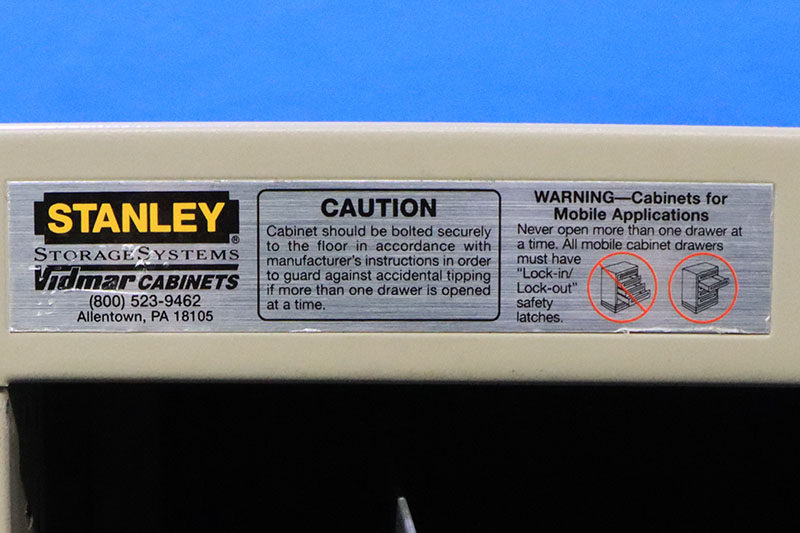 STANLEY®
STORAGESYSTEMS
Vidmar CABINETS
(800) 523-9462
Allentown, PA 18105
CAUTION
Cabinet should be bolted securely
to the floor in accordance with
manufacturer's instructions in order
to guard against accidental tipping
if more than one drawer is opened
at a time.
WARNING—Cabinets for
Mobile Applications
Never open more than one drawer at
a time. All mobile cabinet drawers
must have
"Lock-in/
Lock-out"
safety
latches.